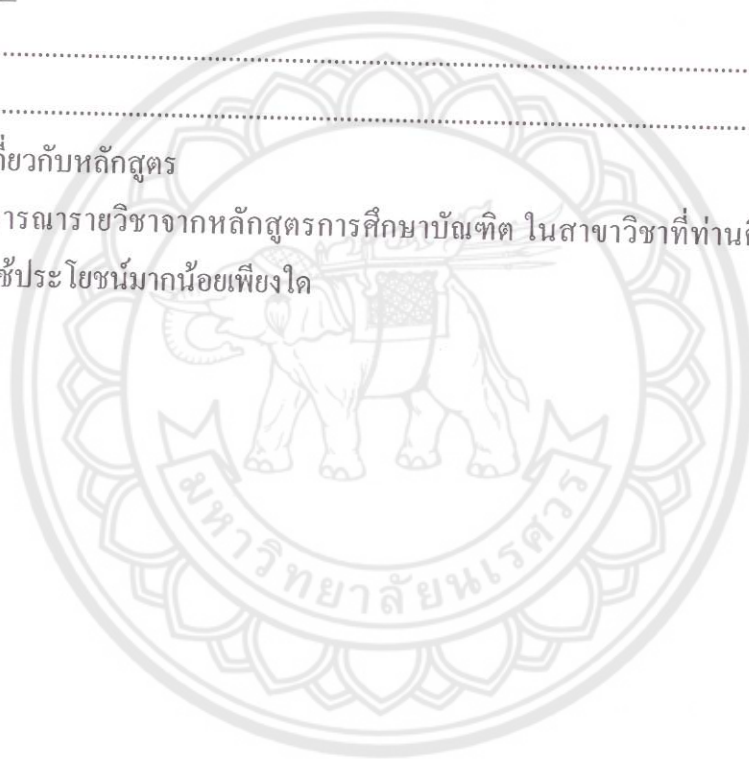 ........................................................................
........................................................................
กี่ยวกับหลักสูตร
ารณารายวิชาจากหลักสูตรการศึกษาบัณฑิต ในสาขาวิชาที่ท่าน
ช้ประโยชน์มากน้อยเพียงใด
มหาวิทยาลัยนเรศวร